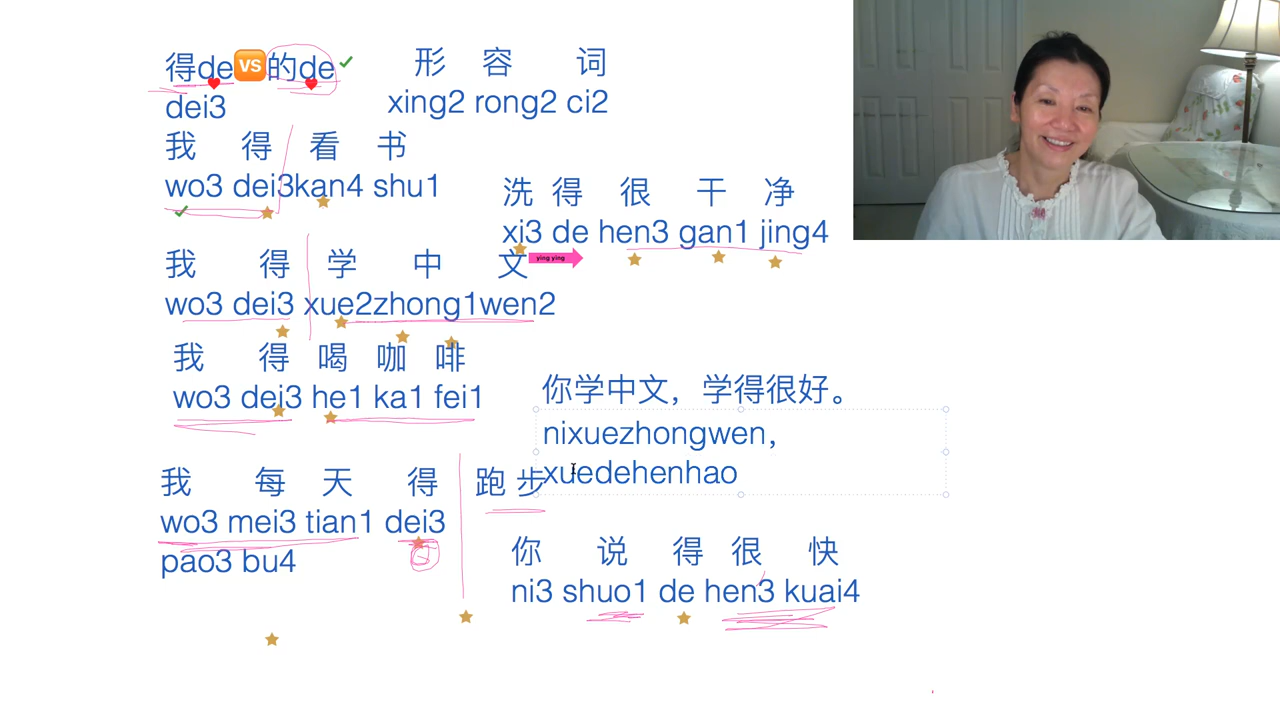 得de VS 的de
dei3
形 容 词
xing2 rong2 ci2
我 得 看 书
wo3 dei3kan4 shu1
洗 得 很 干 净
xi3 de hen3 gan1 jing4
ying ying
我 得 学 中 文
wo3 dei3 xue2zhong1wen2
我 得 喝 咖 啡
wo3 dei3 he1 ka1 fei1
你学中文，学得很好。
nixuezhongwen，
xuedehenhao
我 每 天 得 跑 步
wo3 mei3 tian1 dei3
pao3 bu4
你 说 得 很 快
ni3 shuo1 de hen3 kuai4